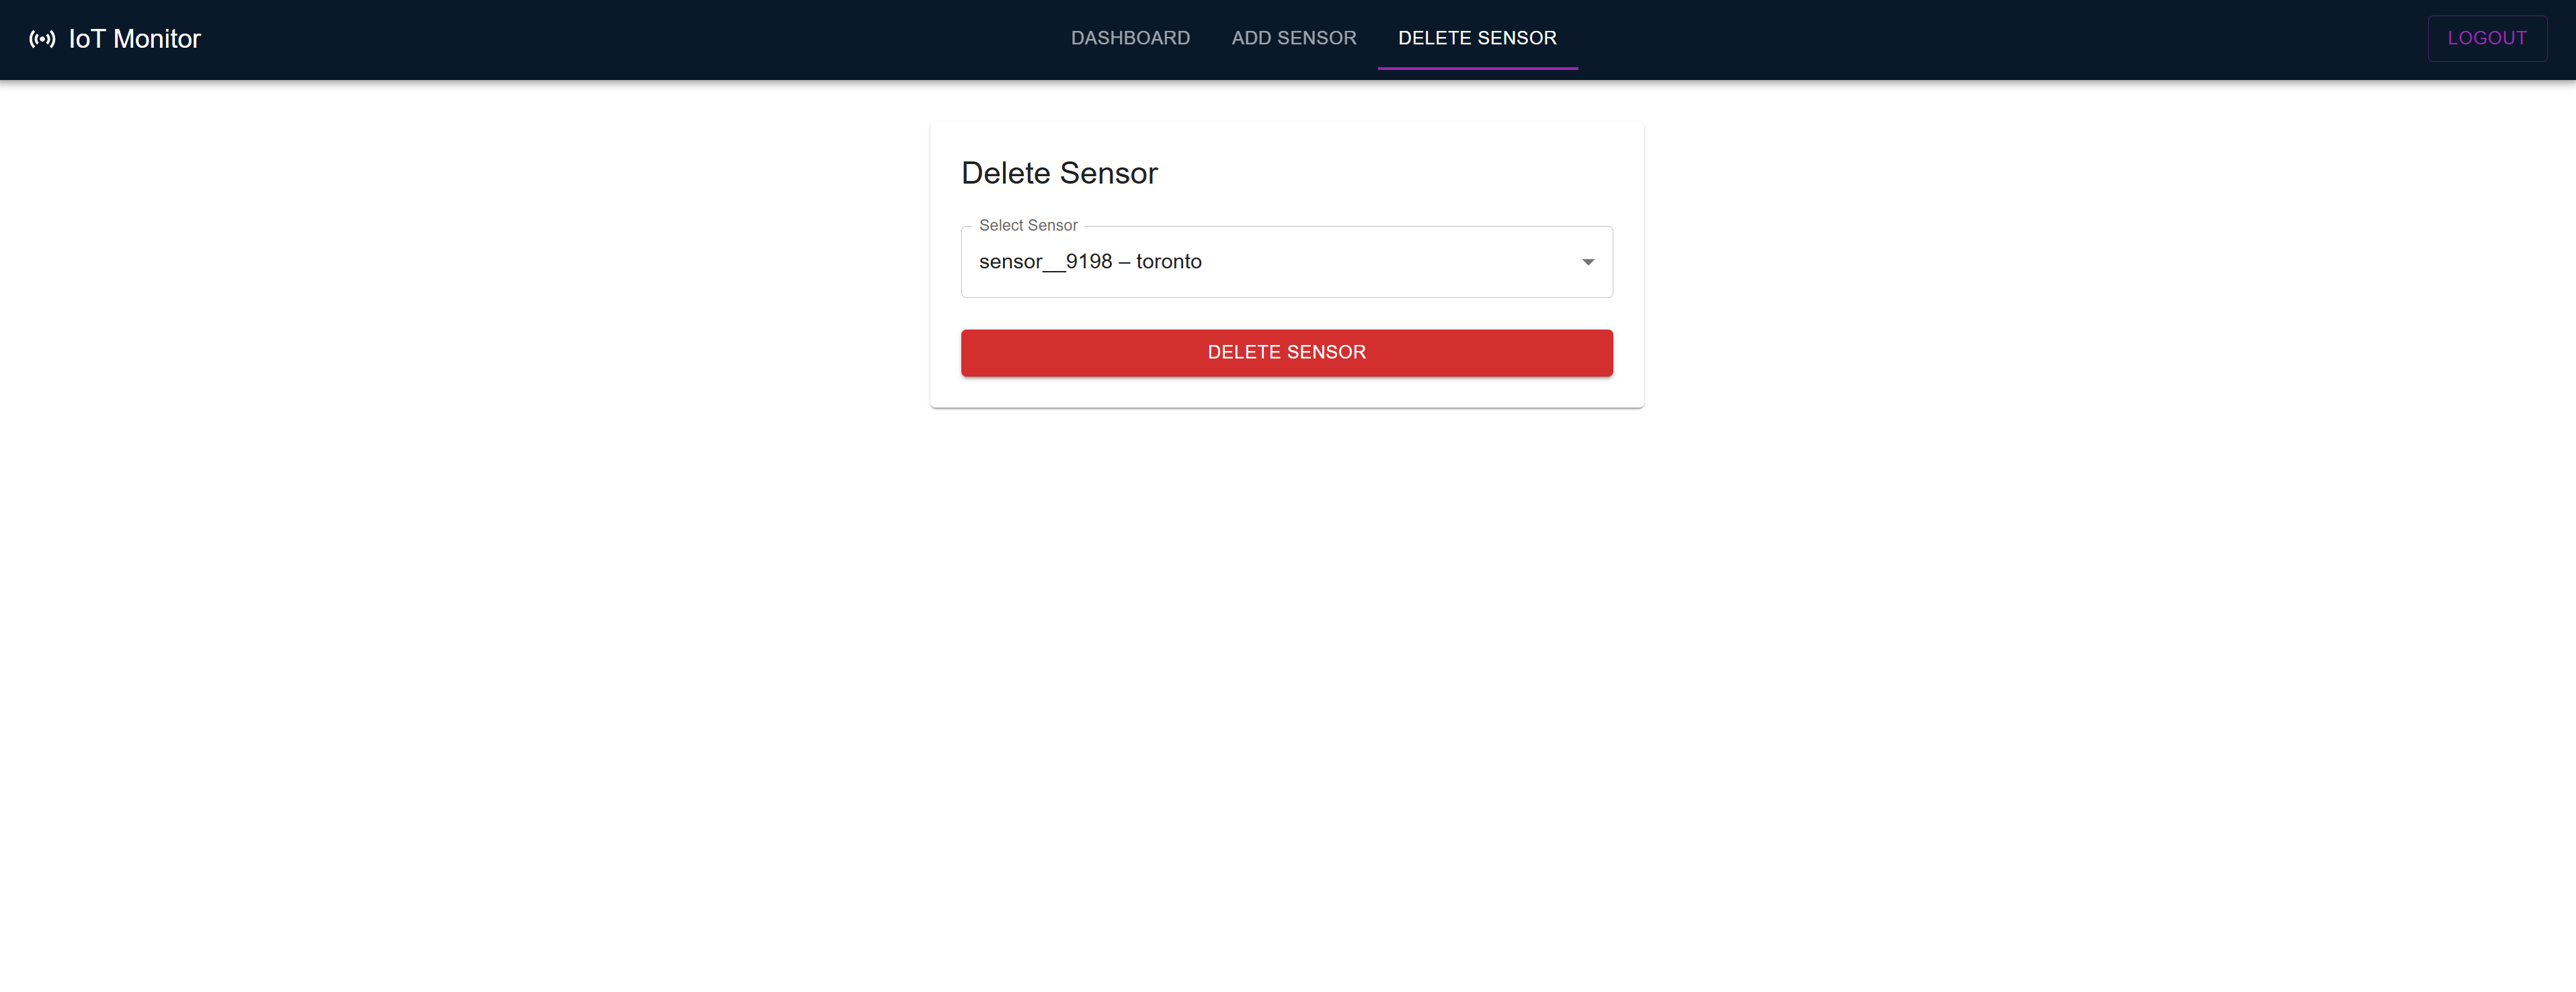 IoT Monitor
DASHBOARD
ADD SENSOR
DELETE SENSOR
LOGOUT
Delete Sensor
Select Sensor
sensor__9198 – toronto
DELETE SENSOR